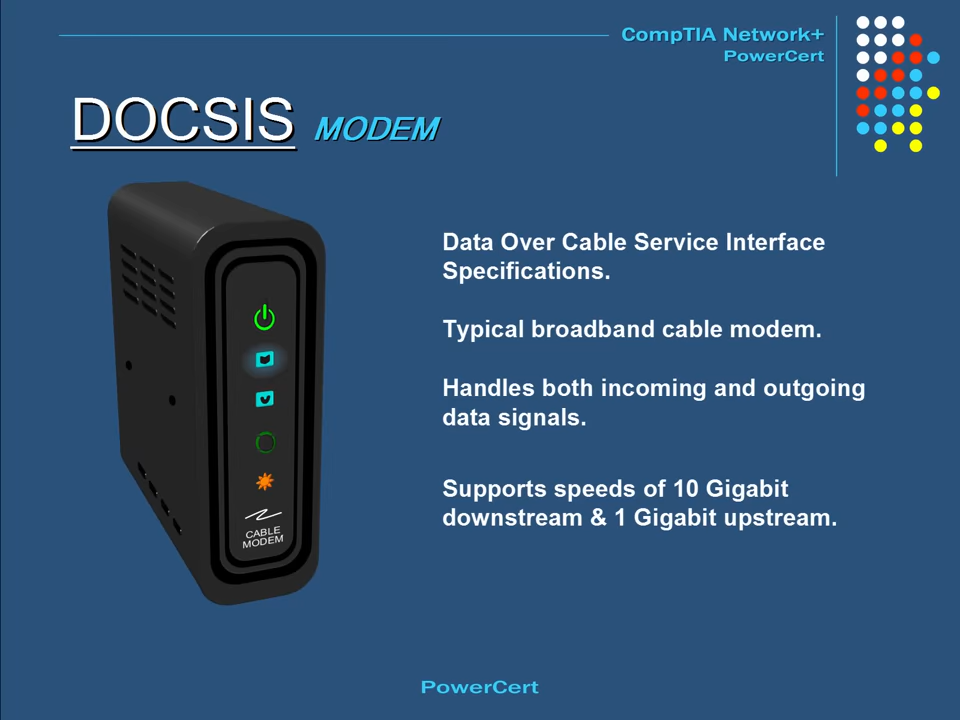 CompTIA Network+
PowerCert
DOCSIS MODEM
Data Over Cable Service Interface
Specifications.
Typical broadband cable modem.
Handles both incoming and outgoing
data signals.
Supports speeds of 10 Gigabit
downstream & 1 Gigabit upstream.
CABLE
MODEM
PowerCert